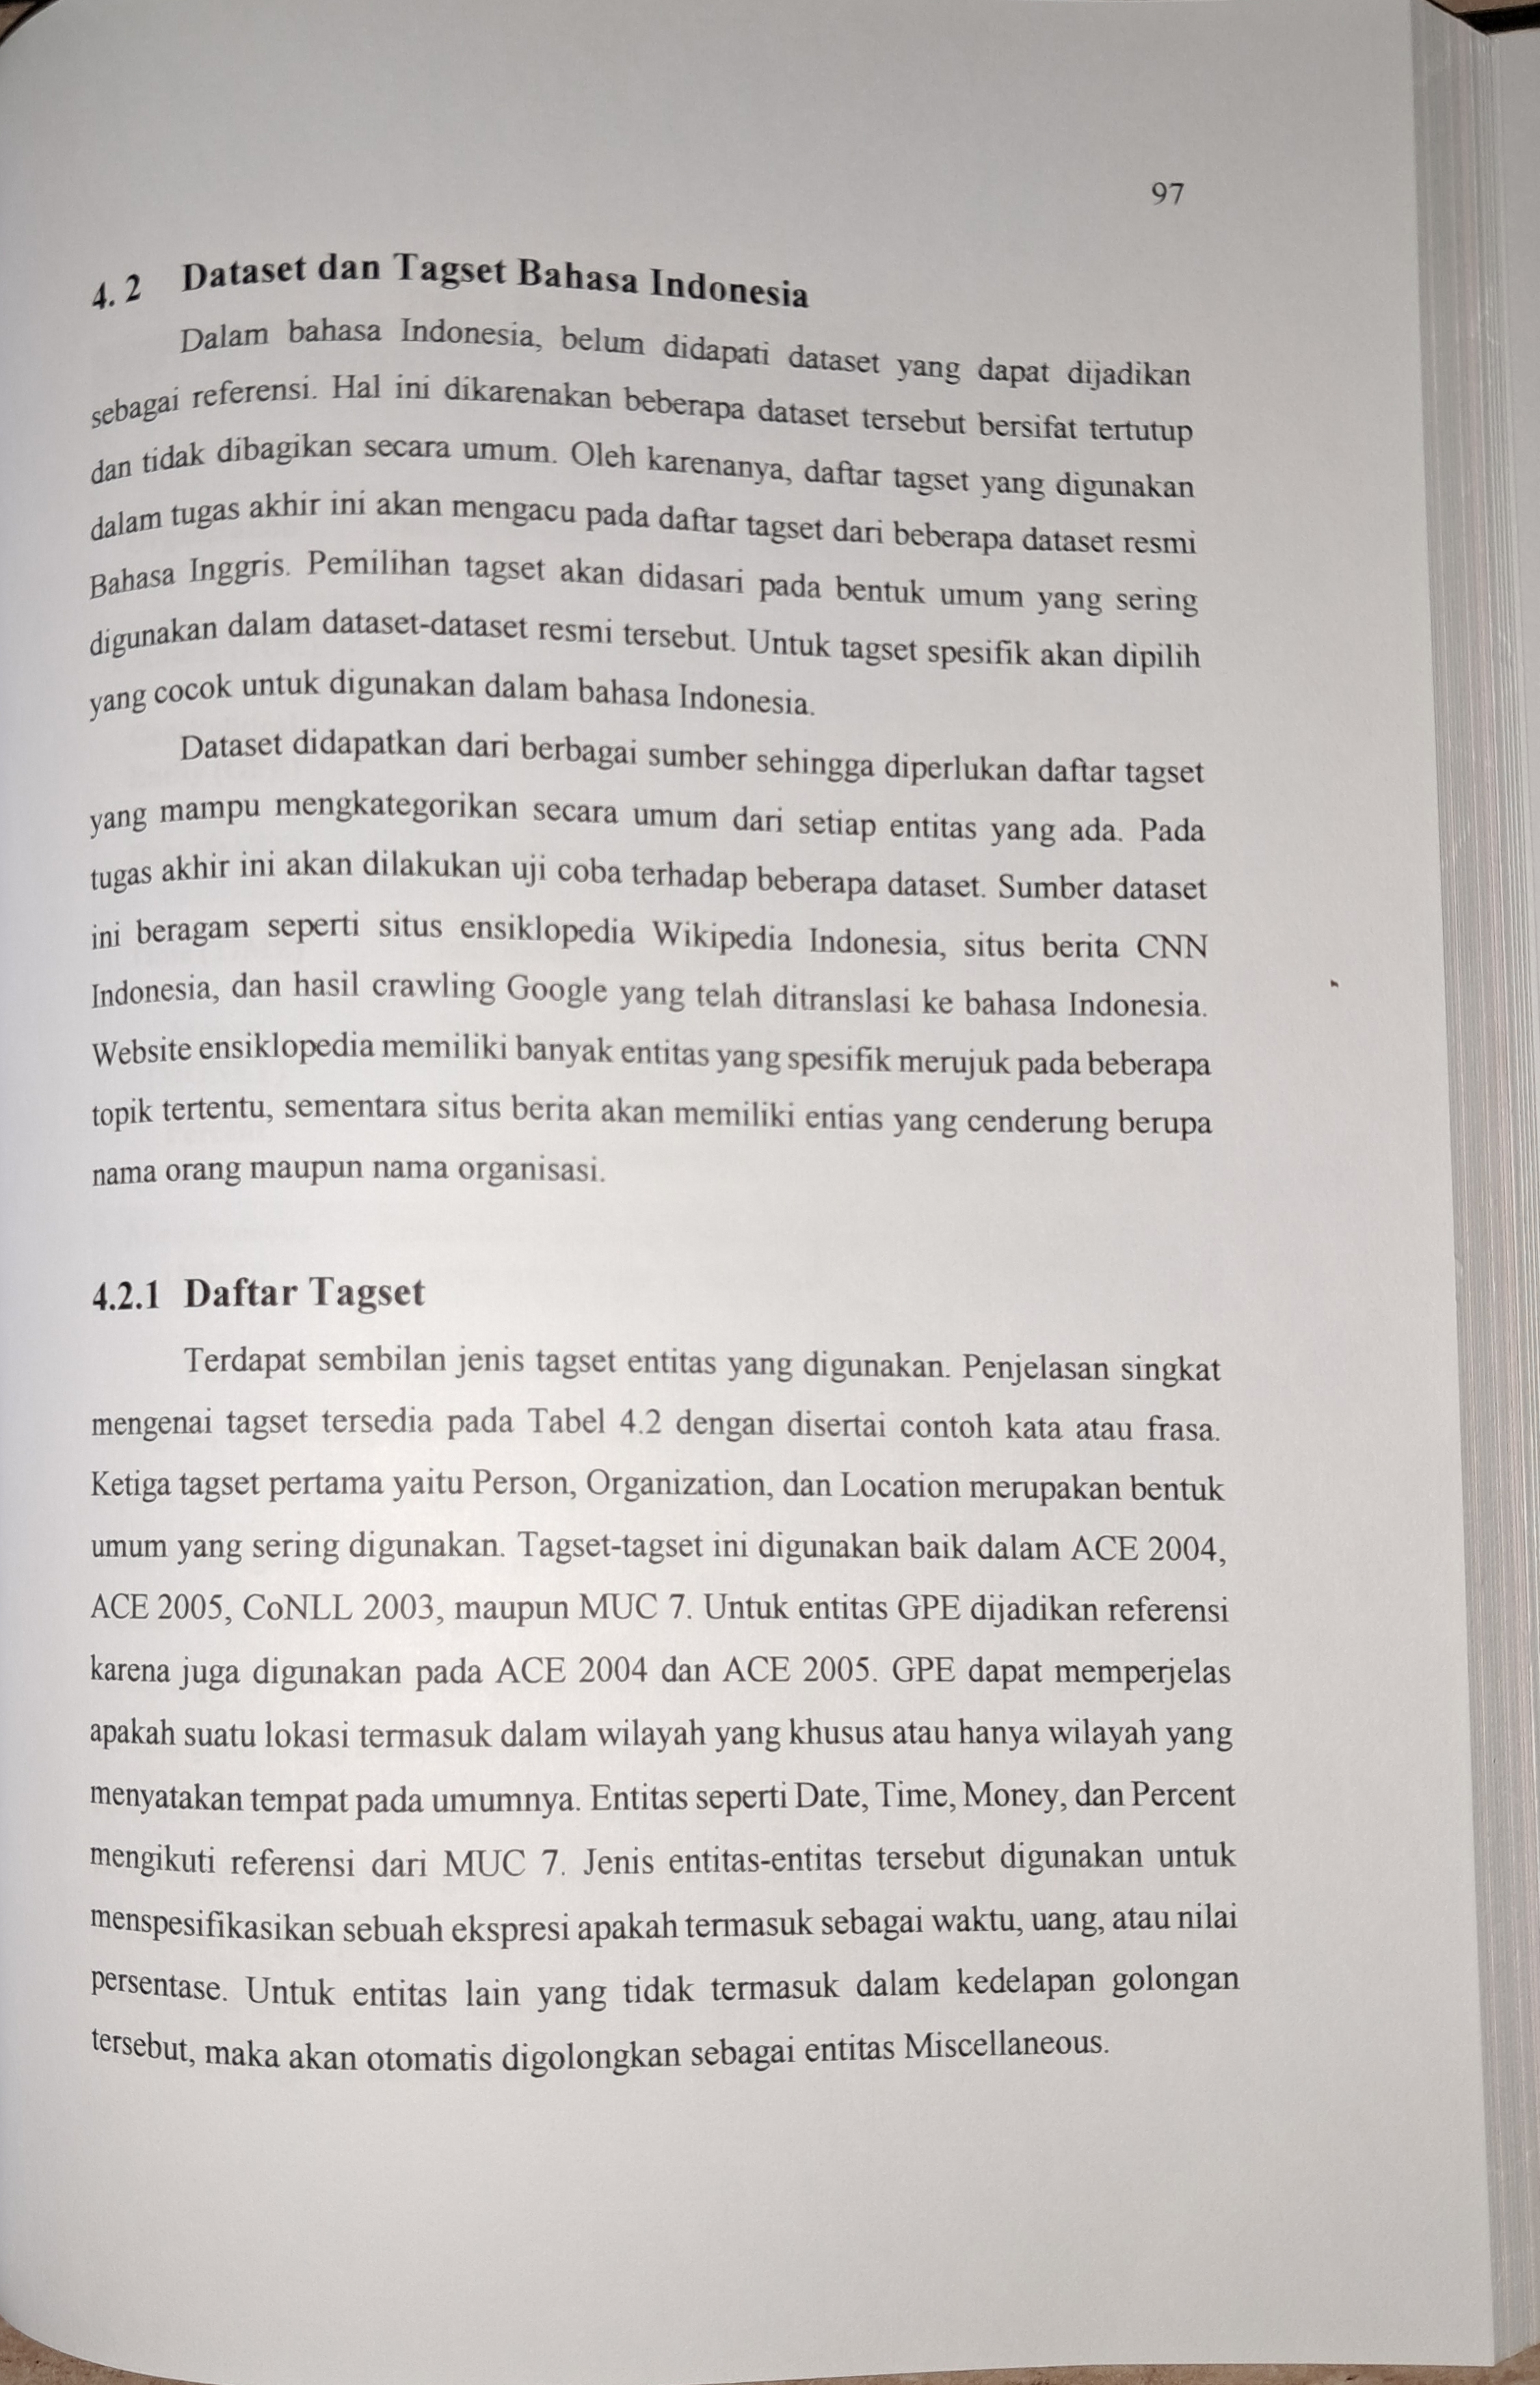 97
4.2 Dataset dan Tagset Bahasa Indonesia
Dalam bahasa Indonesia, belum didapati dataset yang dapat dijadikan
sebagai referensi. Hal ini dikarenakan beberapa dataset tersebut bersifat tertutup
dan tidak dibagikan secara umum. Oleh karenanya, daftar tagset yang digunakan
dalam tugas akhir ini akan mengacu pada daftar tagset dari beberapa dataset resmi
Bahasa Inggris. Pemilihan tagset akan didasari pada bentuk umum yang sering
digunakan dalam dataset-dataset resmi tersebut. Untuk tagset spesifik akan dipilih
yang cocok untuk digunakan dalam bahasa Indonesia.
Dataset didapatkan dari berbagai sumber sehingga diperlukan daftar tagset
yang mampu mengkategorikan secara umum dari setiap entitas yang ada. Pada
tugas akhir ini akan dilakukan uji coba terhadap beberapa dataset. Sumber dataset
ini beragam seperti situs ensiklopedia Wikipedia Indonesia, situs berita CNN
Indonesia, dan hasil crawling Google yang telah ditranslasi ke bahasa Indonesia.
Website ensiklopedia memiliki banyak entitas yang spesifik merujuk pada beberapa
topik tertentu, sementara situs berita akan memiliki entias yang cenderung berupa
nama orang maupun nama organisasi.
4.2.1 Daftar Tagset
Terdapat sembilan jenis tagset entitas yang digunakan. Penjelasan singkat
mengenai tagset tersedia pada Tabel 4.2 dengan disertai contoh kata atau frasa.
Ketiga tagset pertama yaitu Person, Organization, dan Location merupakan bentuk
umum yang sering digunakan. Tagset-tagset ini digunakan baik dalam ACE 2004,
ACE 2005, CoNLL 2003, maupun MUC 7. Untuk entitas GPE dijadikan referensi
karena juga digunakan pada ACE 2004 dan ACE 2005. GPE dapat memperjelas
apakah suatu lokasi termasuk dalam wilayah yang khusus atau hanya wilayah yang
menyatakan tempat pada umumnya. Entitas seperti Date, Time, Money, dan Percent
mengikuti referensi dari MUC 7. Jenis entitas-entitas tersebut digunakan untuk
menspesifikasikan sebuah ekspresi apakah termasuk sebagai waktu, uang, atau nilai
persentase. Untuk entitas lain yang tidak termasuk dalam kedelapan golongan
tersebut, maka akan otomatis digolongkan sebagai entitas Miscellaneous.